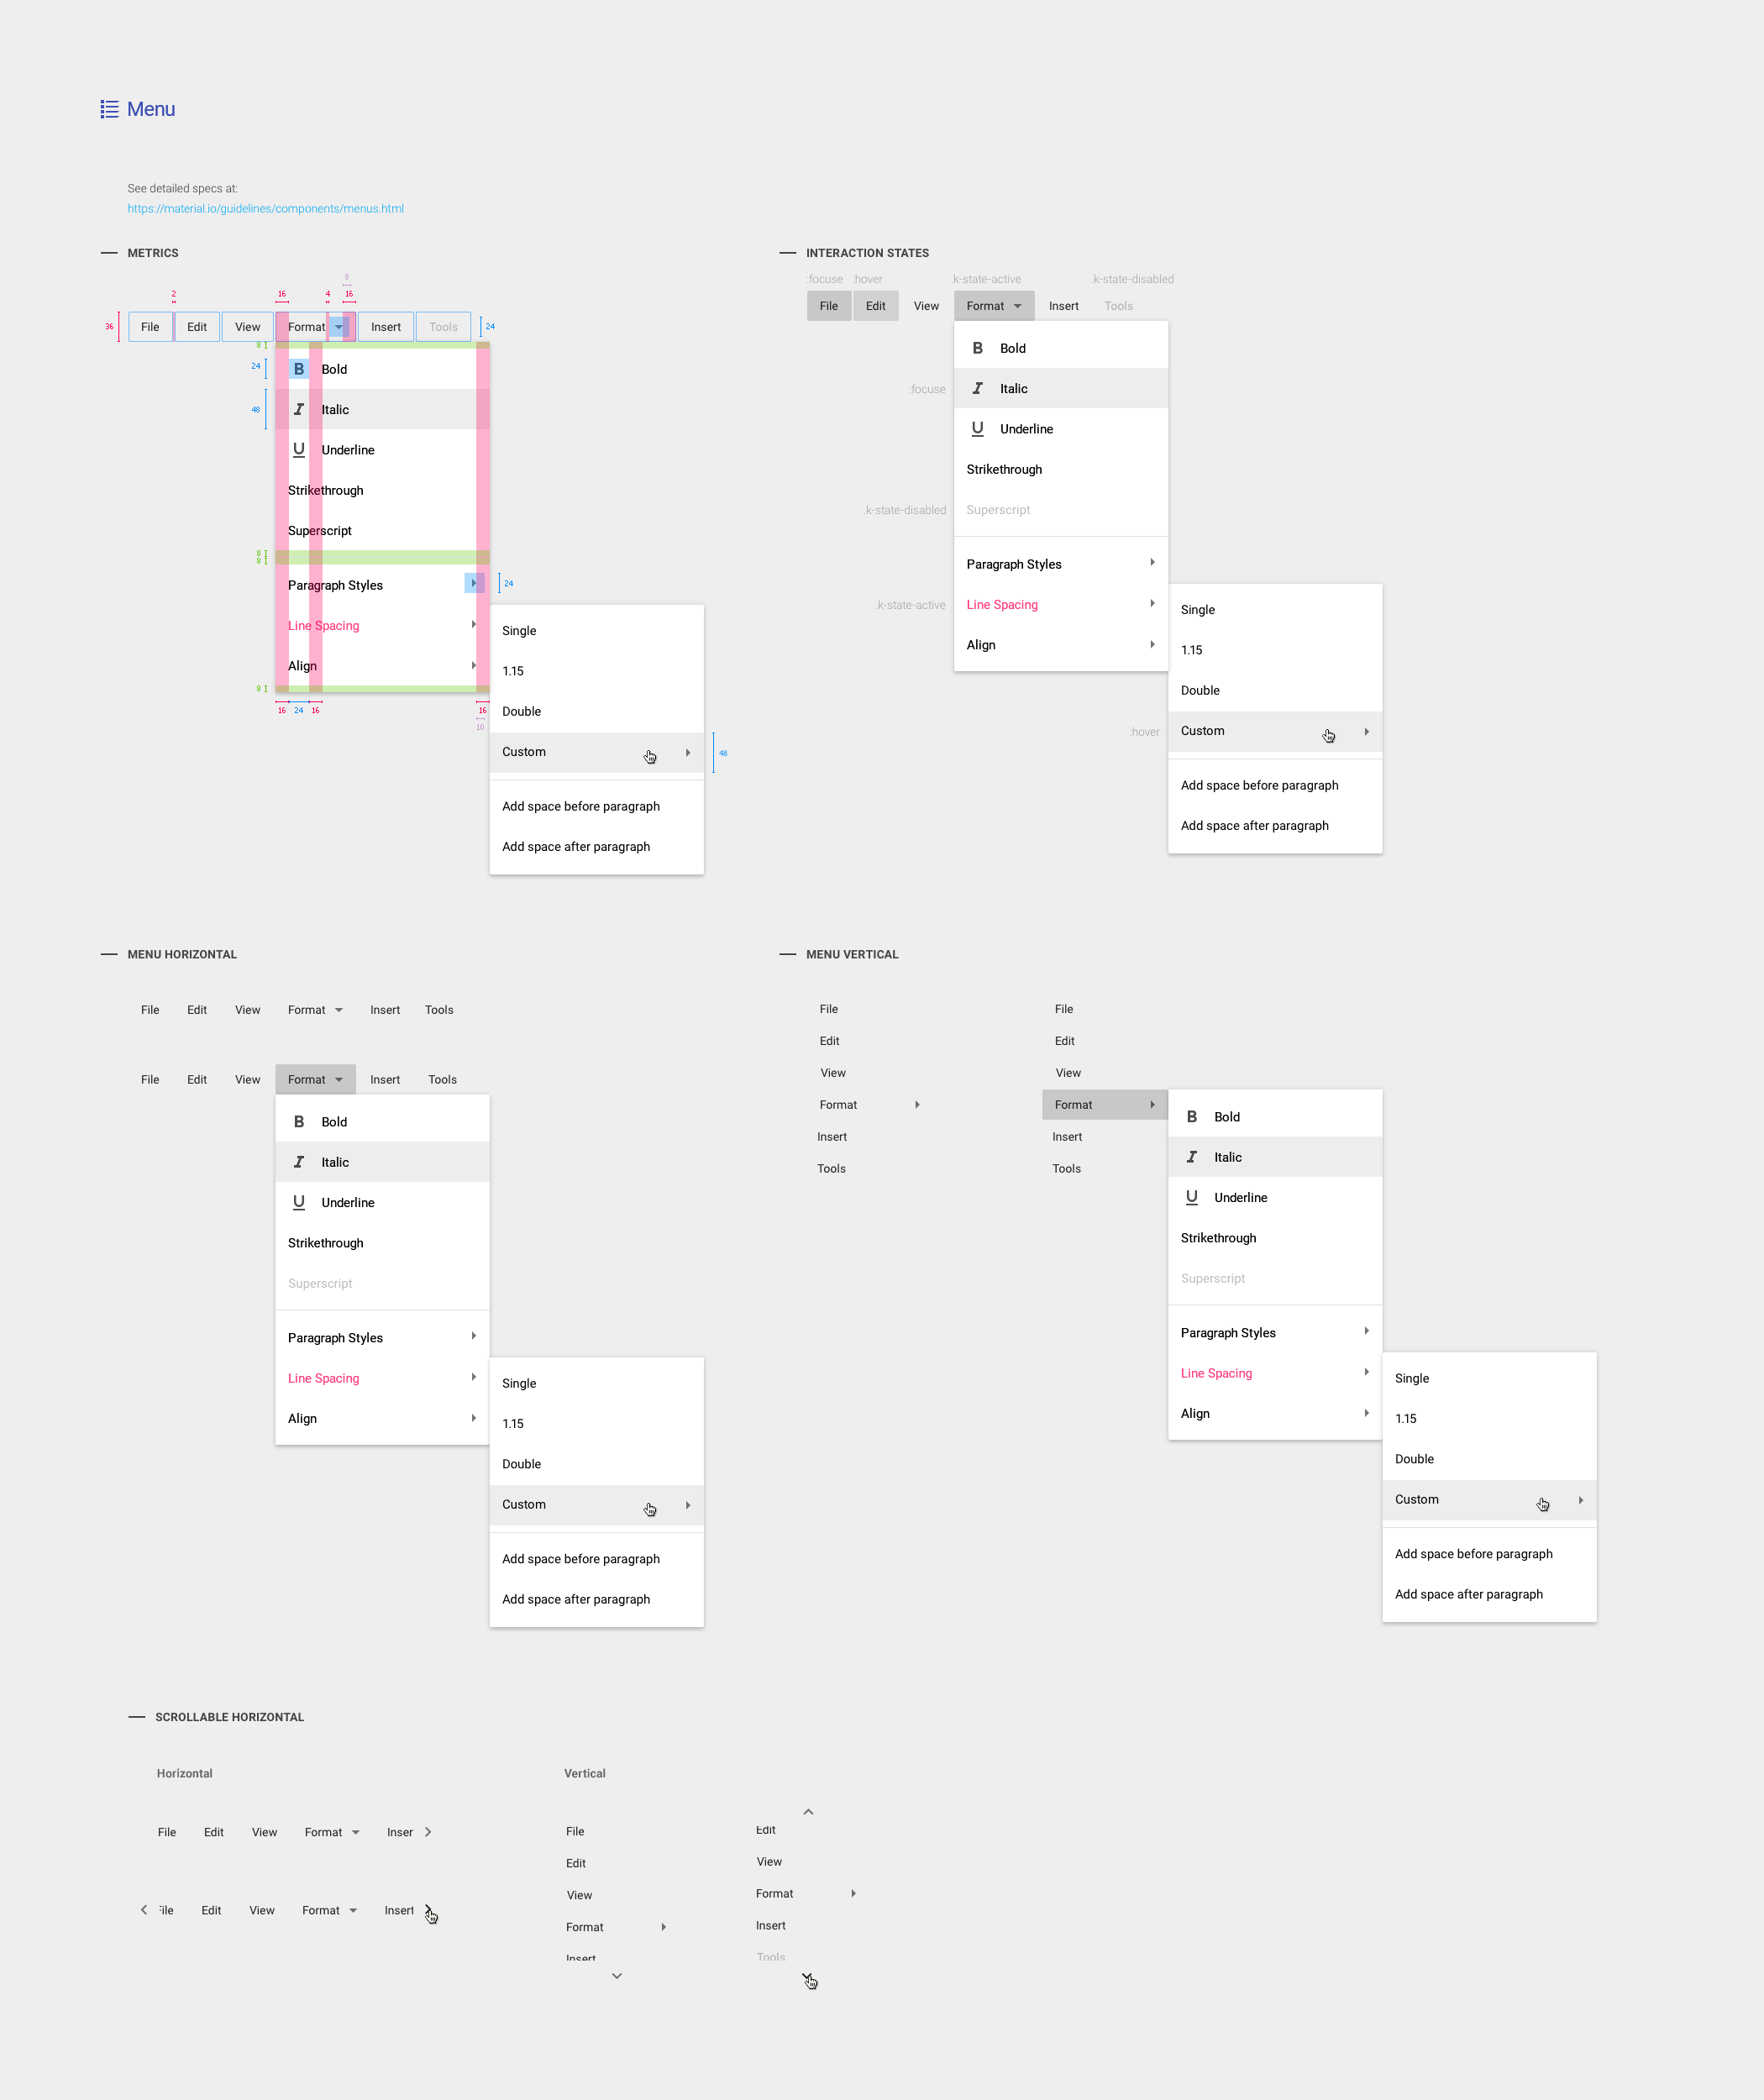 Menu
See detailed specs at:
https://material.io/guidelines/components/menus.html
METRICS
8
2 16 4 16
36 File Edit View Format Insert Tools 24
8
24 B Bold
48 I Italic
U Underline
Strikethrough
Superscript
8
8
Paragraph Styles 24
Line Spacing
Align
8
16 24 16 16
10
Single
1.15
Double
Custom 48
Add space before paragraph
Add space after paragraph
INTERACTION STATES
:focuse :hover .k-state-active .k-state-disabled
File Edit View Format Insert Tools
B Bold
:focuse I Italic
U Underline
Strikethrough
.k-state-disabled Superscript
Paragraph Styles
.k-state-active Line Spacing
Align
Single
1.15
Double
:hover Custom
Add space before paragraph
Add space after paragraph
MENU HORIZONTAL
File Edit View Format Insert Tools
File Edit View Format Insert Tools
B Bold
I Italic
U Underline
Strikethrough
Superscript
Paragraph Styles
Line Spacing
Align
Single
1.15
Double
Custom
Add space before paragraph
Add space after paragraph
MENU VERTICAL
File
Edit
View
Format
Insert
Tools
File
Edit
View
Format
Insert
Tools
B Bold
I Italic
U Underline
Strikethrough
Superscript
Paragraph Styles
Line Spacing
Align
Single
1.15
Double
Custom
Add space before paragraph
Add space after paragraph
SCROLLABLE HORIZONTAL
Horizontal
File Edit View Format Inser
File Edit View Format Insert
Vertical
File
Edit
View
Format
Insert
Edit
View
Format
Insert
Tools